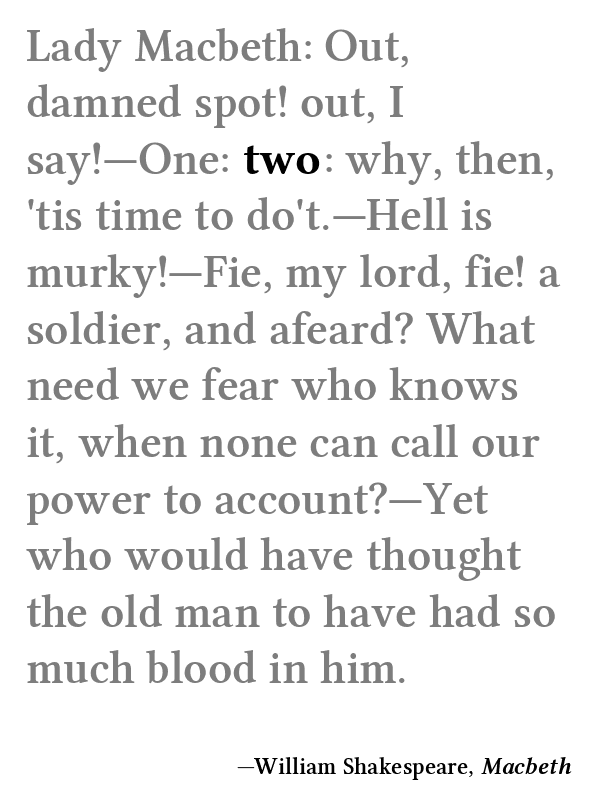 Lady Macbeth: Out,
damned spot! out, I
say!—One: two: why, then,
'tis time to do't.—Hell is
murky!—Fie, my lord, fie! a
soldier, and afeard? What
need we fear who knows
it, when none can call our
power to account?—Yet
who would have thought
the old man to have had so
much blood in him.
—William Shakespeare, Macbeth